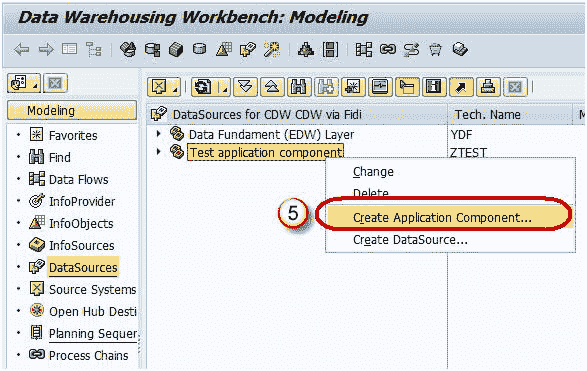 Data Warehousing Workbench: Modeling
Modeling
Favorites
Find
Data Flows
InfoProvider
InfoObjects
InfoSources
DataSources
Source Systems
Open Hub Desti
Planning Sequer
Process Chains
DataSources for CDW CDW via Fidi Tech. Name M
Data Fundament (EDW) Layer YDF
Test application component ZTEST
Change
Delete
5
Create Application Component...
Create DataSource...